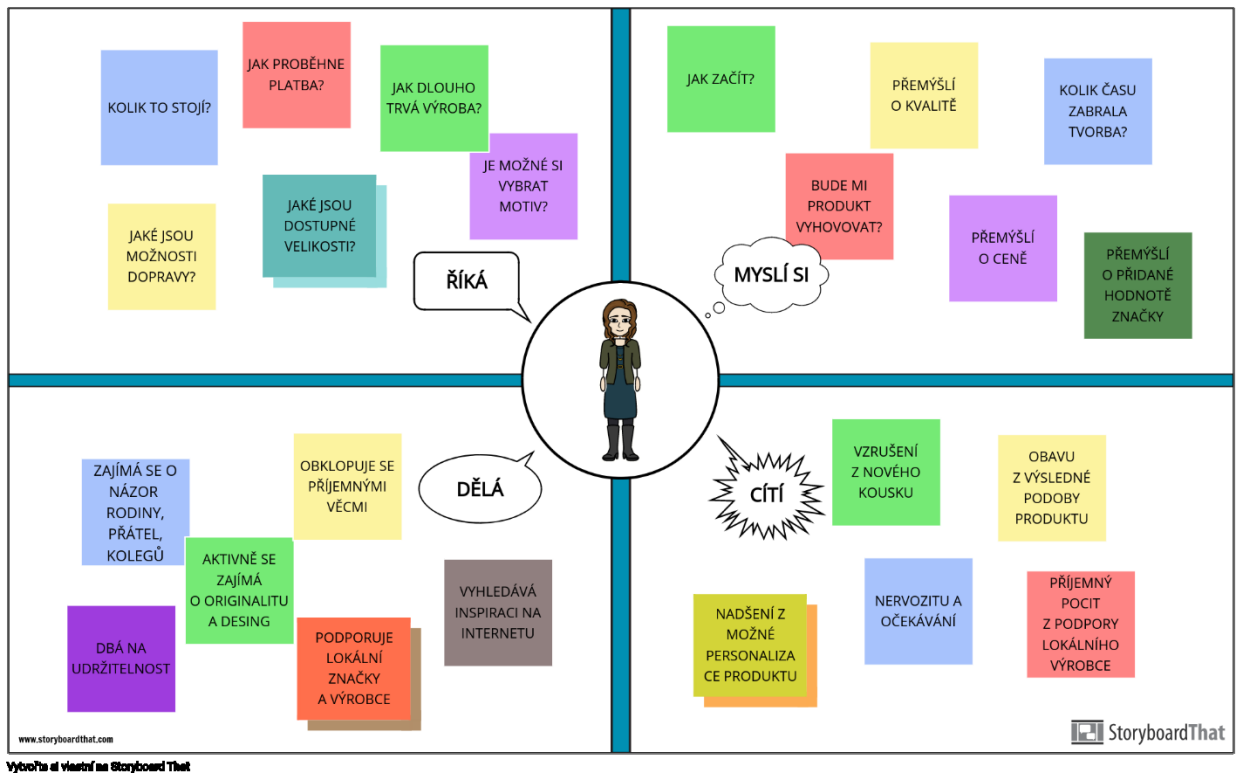 KOLIK TO STOJÍ?
JAK PROBĚHNE
PLATBA?
JAK DLOUHO
TRVÁ VÝROBA?
JE MOŽNÉ SI
VYBRAT
MOTIV?
JAKÉ JSOU
MOŽNOSTI
DOPRAVY?
JAKÉ JSOU
DOSTUPNÉ
VELIKOSTI?
ŘÍKÁ
JAK ZAČÍT?
PŘEMÝŠLÍ
O KVALITĚ
KOLIK ČASU
ZABRALA
TVORBA?
BUDE MI
PRODUKT
VYHOVOVAT?
PŘEMÝŠLÍ
O CENĚ
PŘEMÝŠLÍ
O PŘIDANÉ
HODNOTĚ
ZNAČKY
MYSLÍ SI
ZAJÍMÁ SE O
NÁZOR
RODINY,
PŘÁTEL,
KOLEGŮ
OBKLOPUJE SE
PŘÍJEMNÝMI
VĚCMI
DĚLÁ
AKTIVNĚ SE
ZAJÍMÁ
O ORIGINALITU
A DESING
VYHLEDÁVÁ
INSPIRACI NA
INTERNETU
DBÁ NA
UDRŽITELNOST
PODPORUJE
LOKÁLNÍ
ZNAČKY
A VÝROBCE
CÍTÍ
VZRUŠENÍ
Z NOVÉHO
KOUSKU
OBAVU
Z VÝSLEDNÉ
PODOBY
PRODUKTU
NADŠENÍ Z
MOŽNÉ
PERSONALIZA
CE PRODUKTU
NERVOZITU A
OČEKÁVÁNÍ
PŘÍJEMNÝ
POCIT
Z PODPORY
LOKÁLNÍHO
VÝROBCE
www.storyboardthat.com
StoryboardThat
Vytvořte si vlastní na Storyboard That